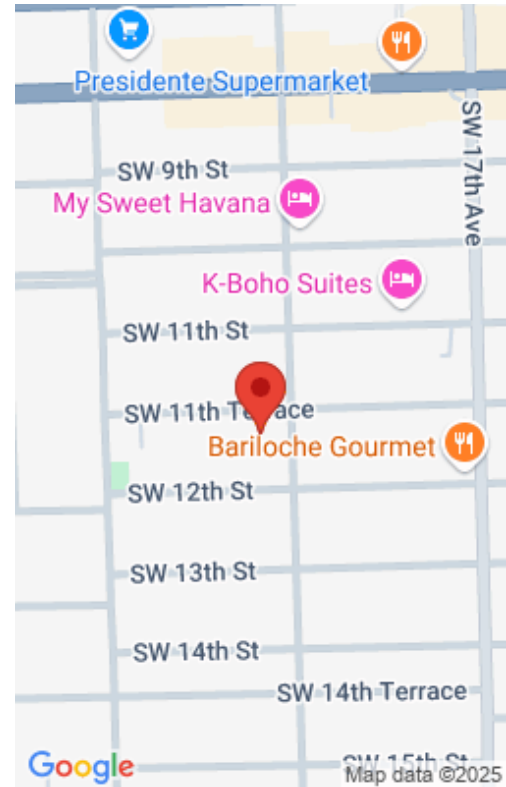 Presidente Supermarket
SW 17th Ave
SW 9th St
My Sweet Havana
K-Boho Suites
SW 11th St
SW 11th Terrace
Bariloche Gourmet
SW 12th St
SW 13th St
SW 14th St
SW 14th Terrace
SW 15th St
Google
Map data ©2025